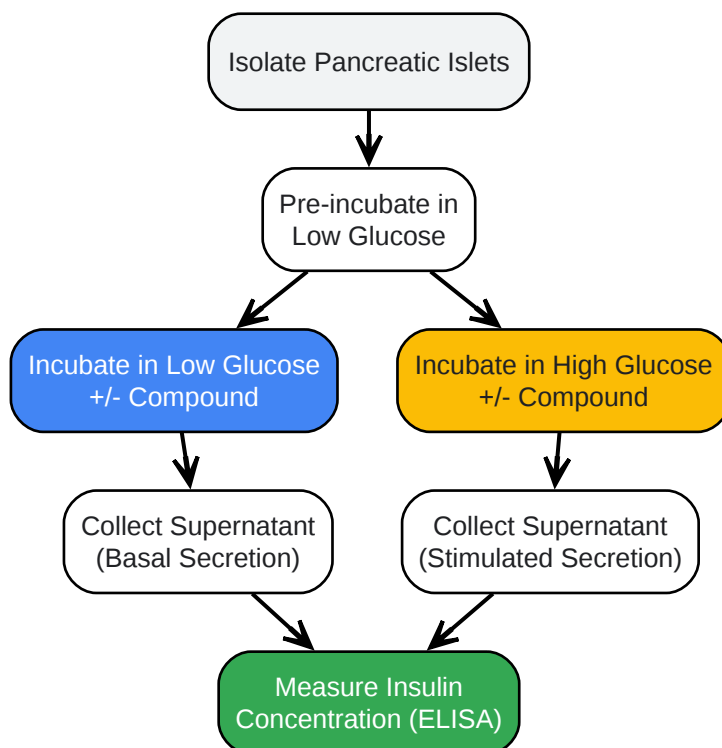 Isolate Pancreatic Islets
Pre-incubate in
Low Glucose
Incubate in Low Glucose
+/- Compound
Incubate in High Glucose
+/- Compound
Collect Supernatant
(Basal Secretion)
Collect Supernatant
(Stimulated Secretion)
Measure Insulin
Concentration (ELISA)